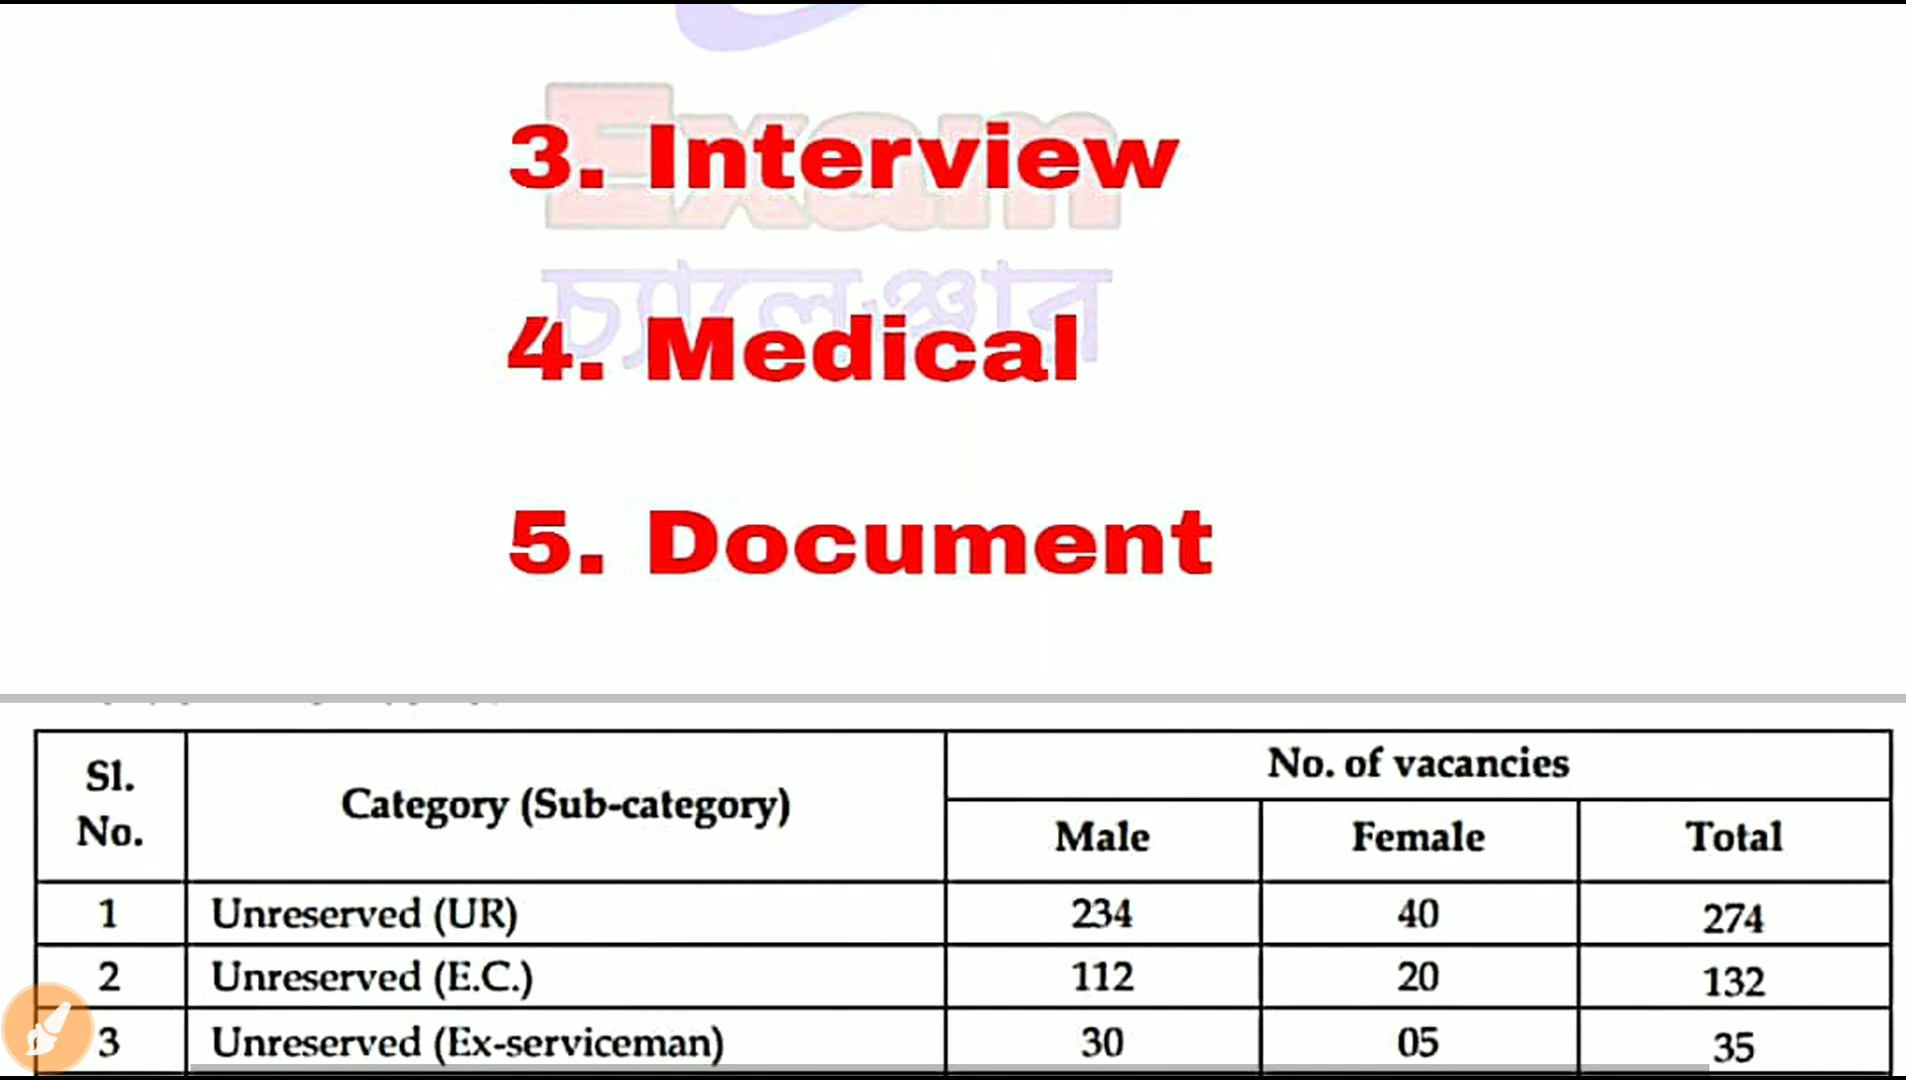 Exam
3. Interview
চ্যালেঞ্জার
4. Medical
5. Document
Sl. No. Category (Sub-category) No. of vacancies
Male Female Total
1 Unreserved (UR) 234 40 274
2 Unreserved (E.C.) 112 20 132
3 Unreserved (Ex-serviceman) 30 05 35